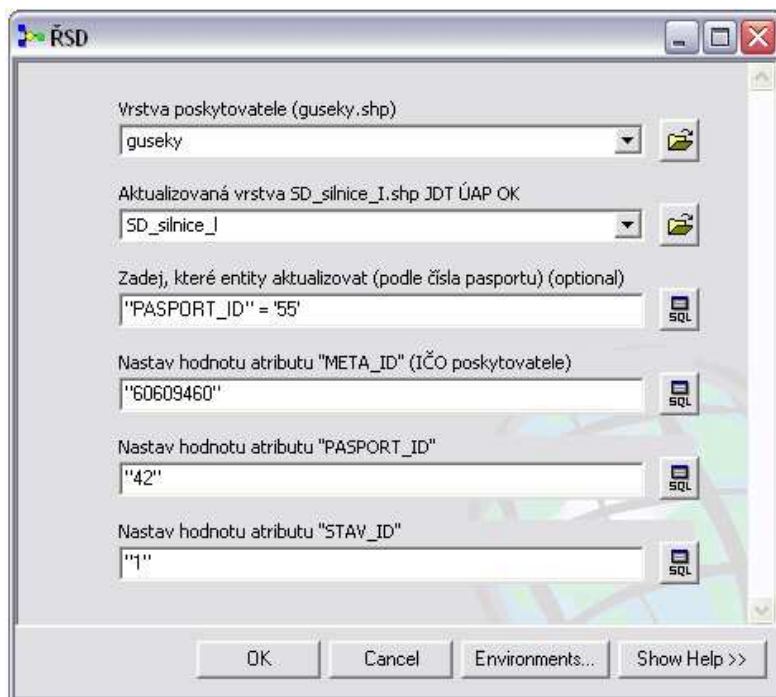 ŘSD
Vrstva poskytovatele (guseky.shp)
guseky
Aktualizovaná vrstva SD_silnice_I.shp JDT ÚAP OK
SD_silnice_I
Zadej, které entity aktualizovat (podle čísla pasportu) (optional)
"PASPORT_ID" = '55'
SQL
Nastav hodnotu atributu "META_ID" (IČO poskytovatele)
"60609460"
SQL
Nastav hodnotu atributu "PASPORT_ID"
"42"
SQL
Nastav hodnotu atributu "STAV_ID"
"1"
SQL
OK Cancel Environments... Show Help >>